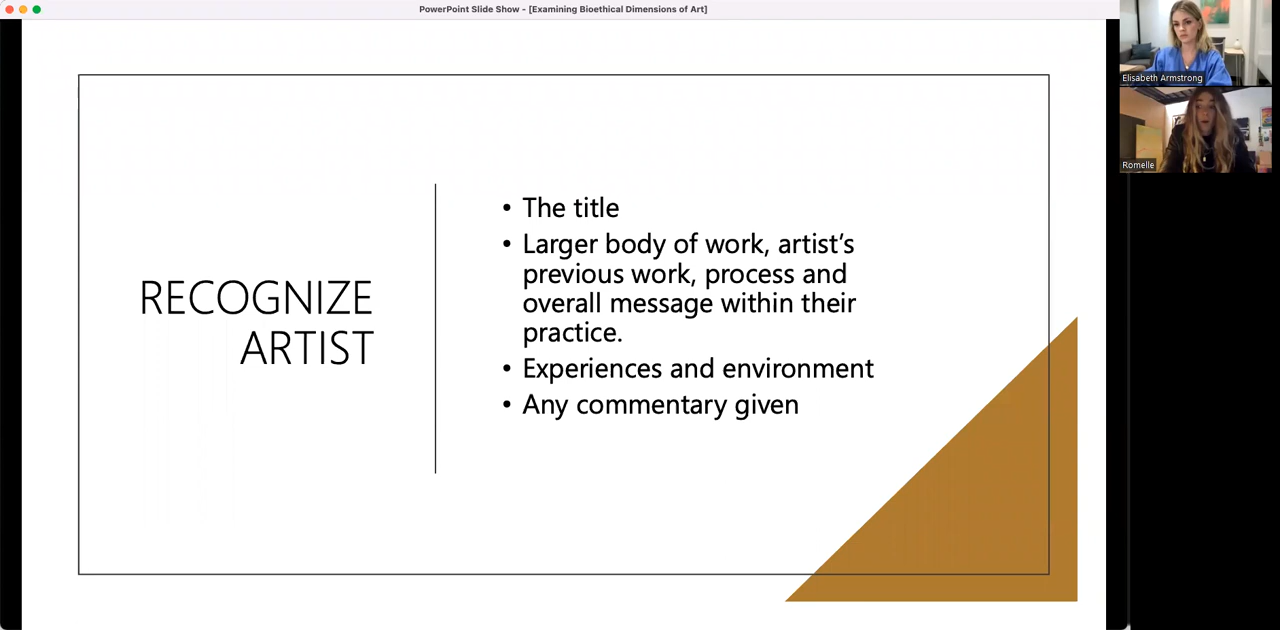 PowerPoint Slide Show - [Examining Bioethical Dimensions of Art]
Elisabeth Armstrong
Romelle
RECOGNIZE
ARTIST
• The title
• Larger body of work, artist’s
previous work, process and
overall message within their
practice.
• Experiences and environment
• Any commentary given